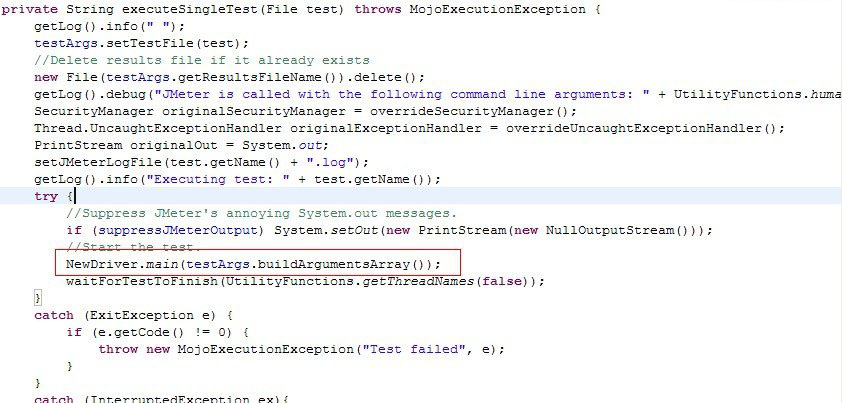 private String executeSingleTest(File test) throws MojoExecutionException {
getLog().info(" ");
testArgs.setTestFile(test);
//Delete results file if it already exists
new File(testArgs.getResultsFileName()).delete();
getLog().debug("JMeter is called with the following command line arguments: " + UtilityFunctions.huma
SecurityManager originalSecurityManager = overrideSecurityManager();
Thread.UncaughtExceptionHandler originalExceptionHandler = overrideUncaughtExceptionHandler();
PrintStream originalOut = System.out;
setJMeterLogFile(test.getName() + ".log");
getLog().info("Executing test: " + test.getName());
try {
//Suppress JMeter's annoying System.out messages.
if (suppressJMeterOutput) System.setOut(new PrintStream(new NullOutputStream()));
//Start the test.
NewDriver.main(testArgs.buildArgumentsArray());
waitForTestToFinish(UtilityFunctions.getThreadNames(false));
}
catch (ExitException e) {
if (e.getCode() != 0) {
throw new MojoExecutionException("Test failed", e);
}
}
catch (InterruptedException ex){